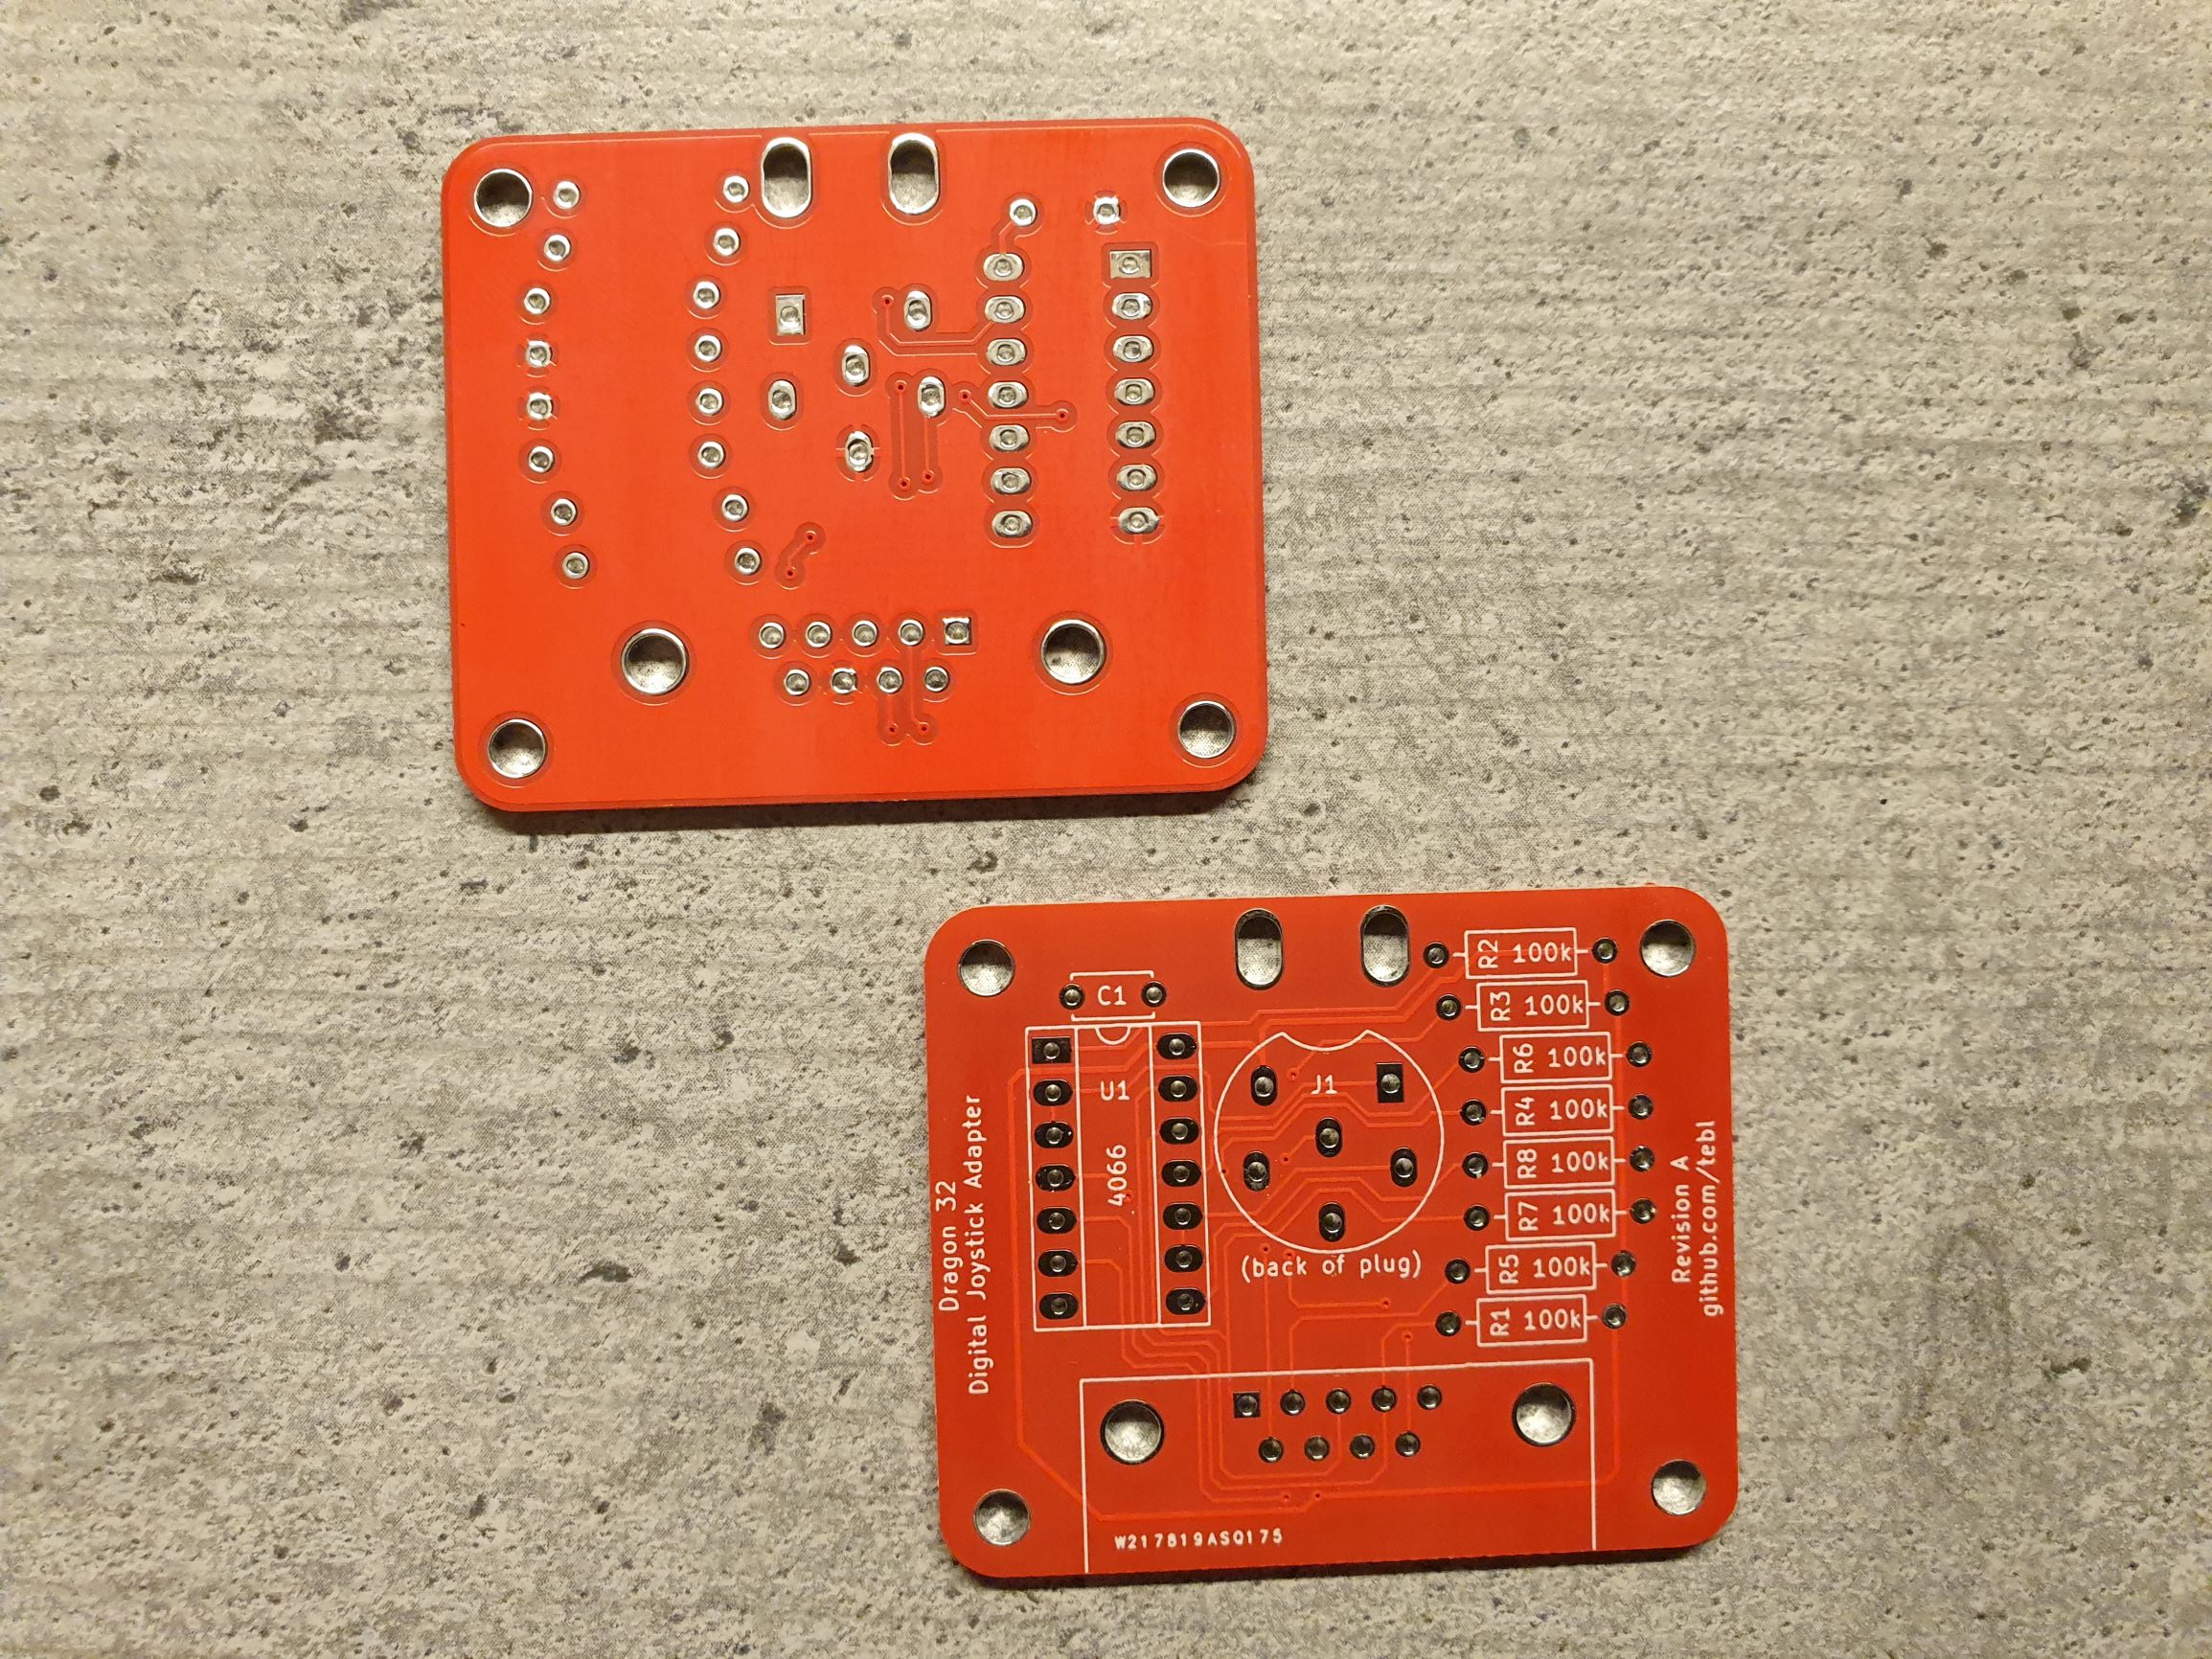 R2 100k
C1
R3 100k
R6 100k
U1
J1
R4 100k
4066
R8 100k
R7 100k
(back of plug)
R5 100k
R1 100k
Dragon 32
Digital Joystick Adapter
Revision A
github.com/tebl
W217819ASQ175